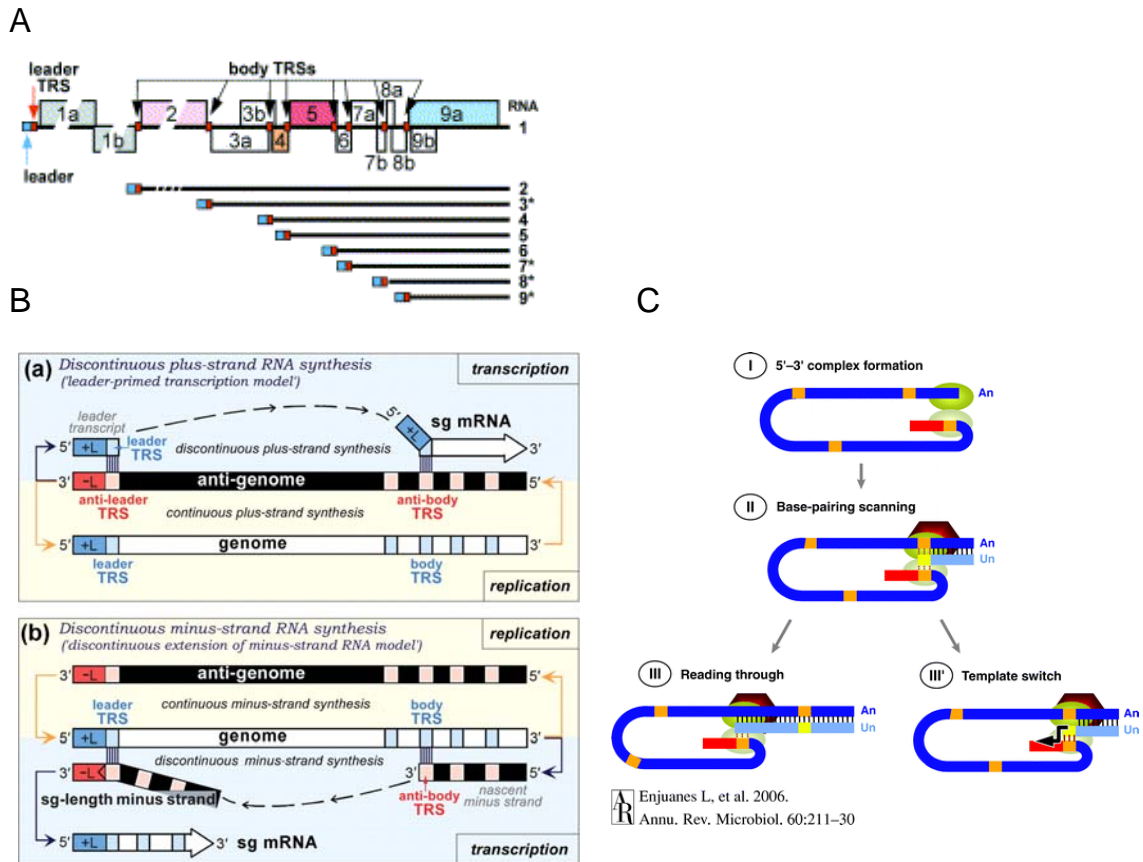 A
leader
TRS
body TRSs
8a
RNA
1a
2
3b
5
7a
9a
1
1b
3a
4
6
7b
8b
9b
leader
2
3*
4
5
6
7*
8*
9*
B
(a) Discontinuous plus-strand RNA synthesis
('leader-primed transcription model')
transcription
leader
transcript
5′ +L
leader
TRS
discontinuous plus-strand synthesis
5′
+L
sg mRNA
3′
3′ -L
anti-genome
5′
anti-leader
TRS
continuous plus-strand synthesis
anti-body
TRS
5′ +L
genome
3′
leader
TRS
body
TRS
replication
(b) Discontinuous minus-strand RNA synthesis
('discontinuous extension of minus-strand RNA model')
replication
3′ -L
anti-genome
5′
leader
TRS
continuous minus-strand synthesis
body
TRS
5′ +L
genome
3′
discontinuous minus-strand synthesis
3′ -L
3′
5′
sg-length minus strand
anti-body
TRS
nascent
minus strand
5′ +L
3′ sg mRNA
transcription
C
I 5'–3' complex formation
An
II Base-pairing scanning
An
Un
III Reading through
An
Un
III' Template switch
An
Un
AR Enjuanes L, et al. 2006.
Annu. Rev. Microbiol. 60:211–30